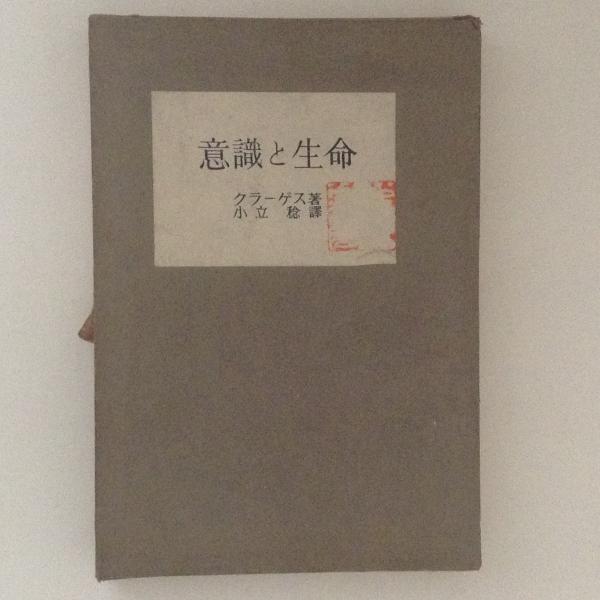 意識と生命
クラーゲス著
小立 稔譯